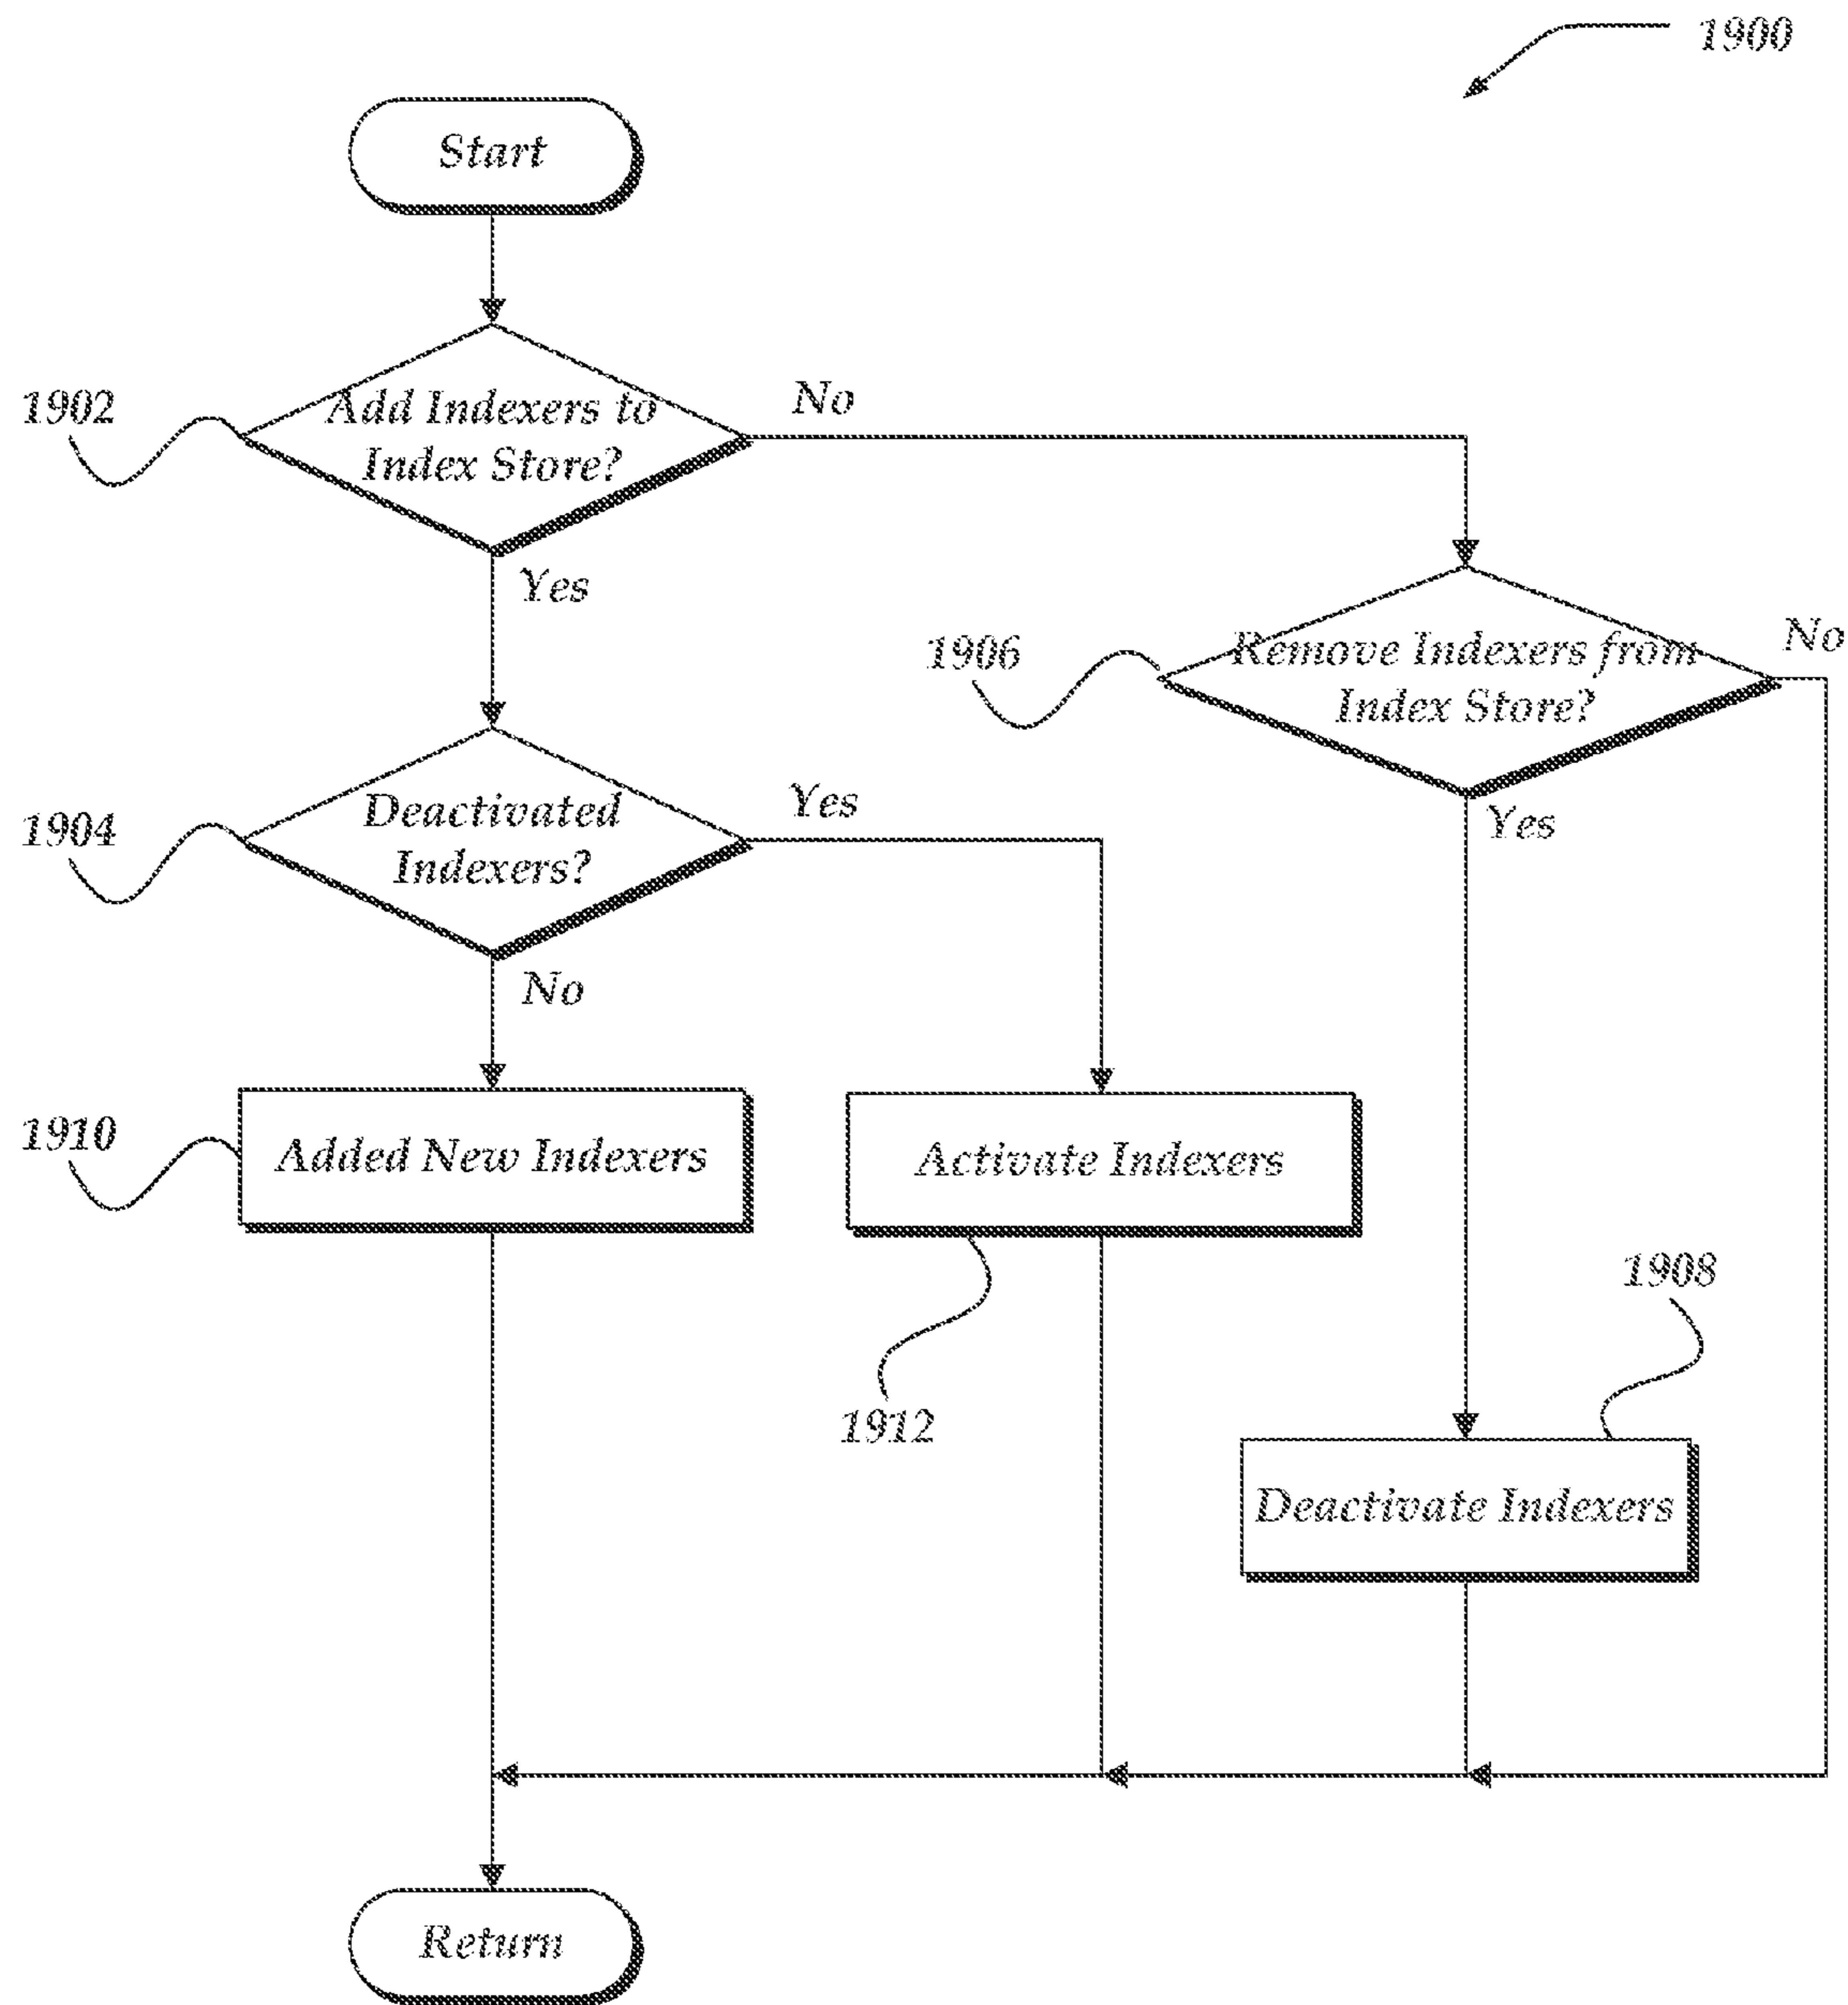 1900
Start
1902
Add Indexers to
Index Store?
No
Yes
1906
Remove Indexers from
Index Store?
No
Yes
1904
Deactivated
Indexers?
Yes
No
1910
Added New Indexers
Activate Indexers
1912
1908
Deactivate Indexers
Return